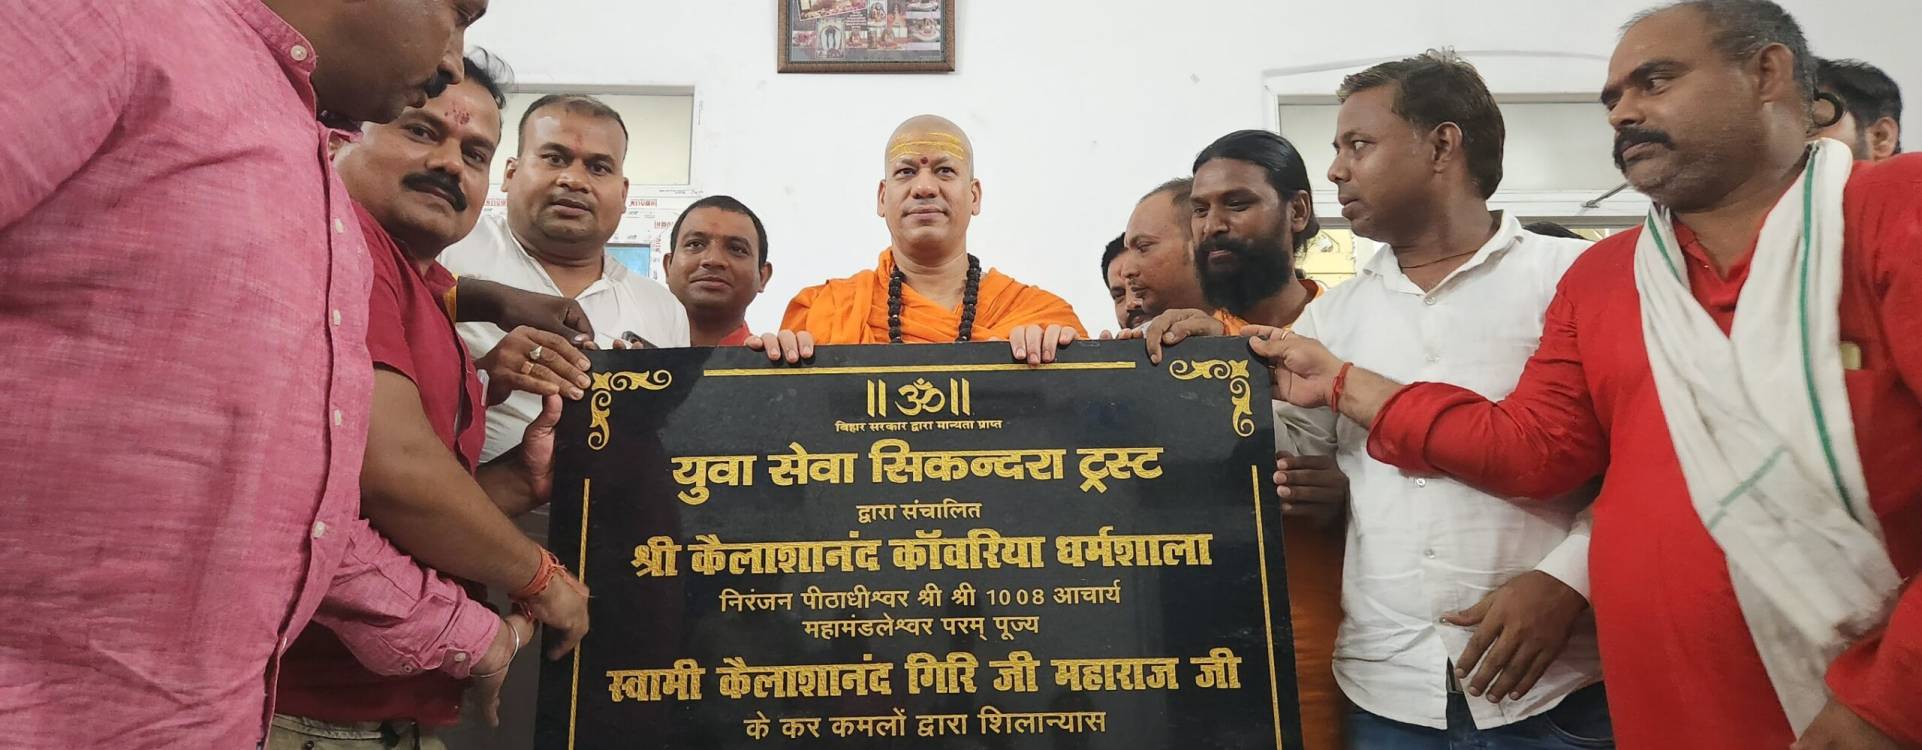 ||ॐ||
बिहार सरकार द्वारा मान्यता प्राप्त
युवा सेवा सिकन्दरा ट्रस्ट
द्वारा संचालित
श्री कैलाशानंद कॉवरिया धर्मशाला
निरंजन पीठाधीश्वर श्री श्री 1008 आचार्य
महामंडलेश्वर परम् पूज्य
स्वामी कैलाशानंद गिरि जी महाराज जी
के कर कमलों द्वारा शिलान्यास